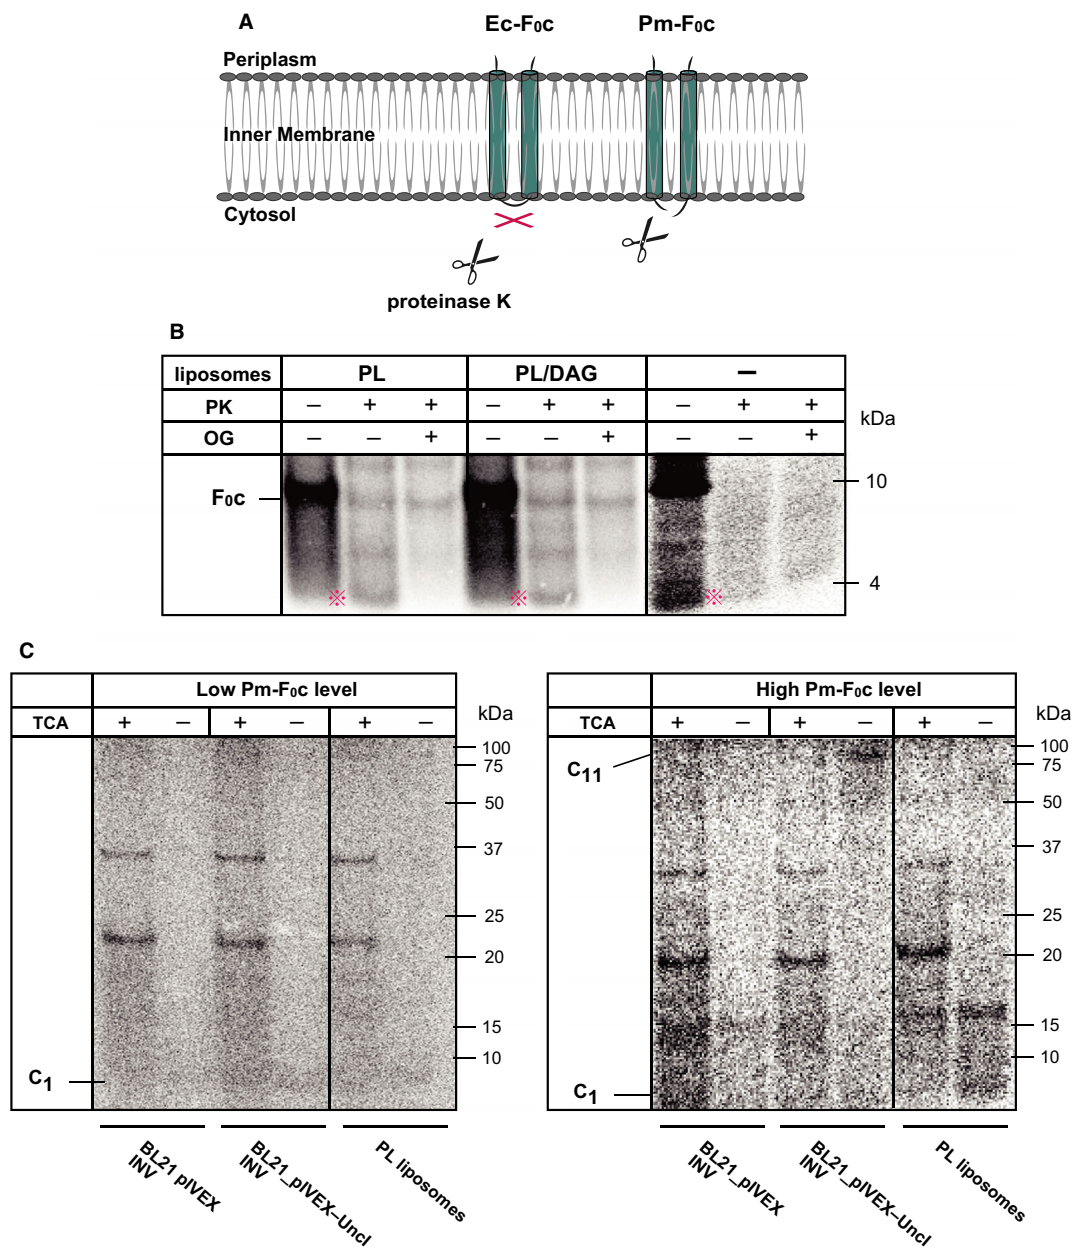 A
Ec-F₀c Pm-F₀c
Periplasm
Inner Membrane
Cytosol
proteinase K
B
liposomes PL PL/DAG –
PK – + + – + + – + +
OG – – + – – + – – +
kDa
F₀c
10
4
※ ※ ※
C
Low Pm-F₀c level
TCA + – + – + –
kDa
100
75
50
37
25
20
15
10
C₁
BL21 pIVEX
INV
BL21_pIVEX–UncI
INV
PL liposomes
High Pm-F₀c level
TCA + – + – + –
kDa
C₁₁
100
75
50
37
25
20
15
10
C₁
BL21_pIVEX
INV
BL21_pIVEX–UncI
INV
PL liposomes